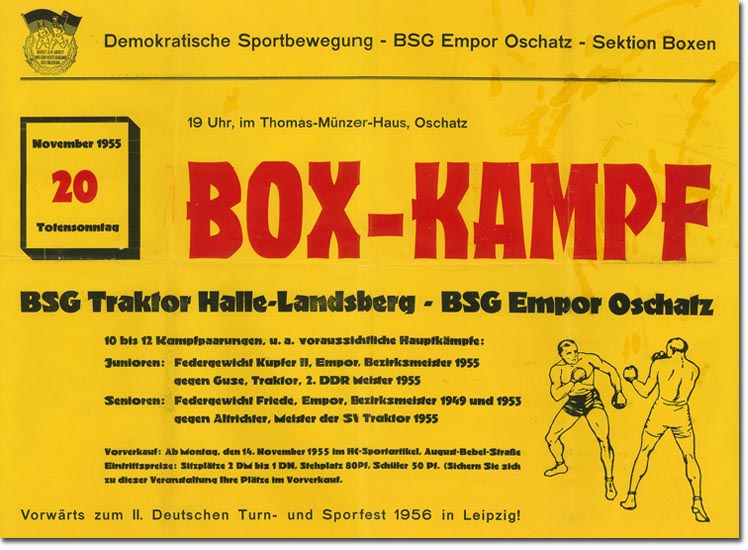 Demokratische Sportbewegung - BSG Empor Oschatz - Sektion Boxen
19 Uhr, im Thomas-Münzer-Haus, Oschatz
November 1955
20
Totensonntag
BOX-KAMPF
BSG Traktor Halle-Landsberg - BSG Empor Oschatz
10 bis 12 Kampfpaarungen, u. a. voraussichtliche Hauptkämpfe:
Junioren: Federgewicht Kupfer II, Empor, Bezirksmeister 1955
gegen Guse, Traktor, 2. DDR Meister 1955
Senioren: Federgewicht Friede, Empor, Bezirksmeister 1949 und 1953
gegen Altrichter, Meister der SV Traktor 1955
Vorverkauf: Ab Montag, den 14. November 1955 im HK-Sportartikel, August-Bebel-Straße
Eintrittspreise: Sitzplätze 2 DM bis 1 DN, Stehplatz 80Pf. Schüler 50 Pf. (Sichern Sie sich
zu dieser Veranstaltung Ihre Plätze im Vorverkauf.
Vorwärts zum II. Deutschen Turn- und Sporfest 1956 in Leipzig!